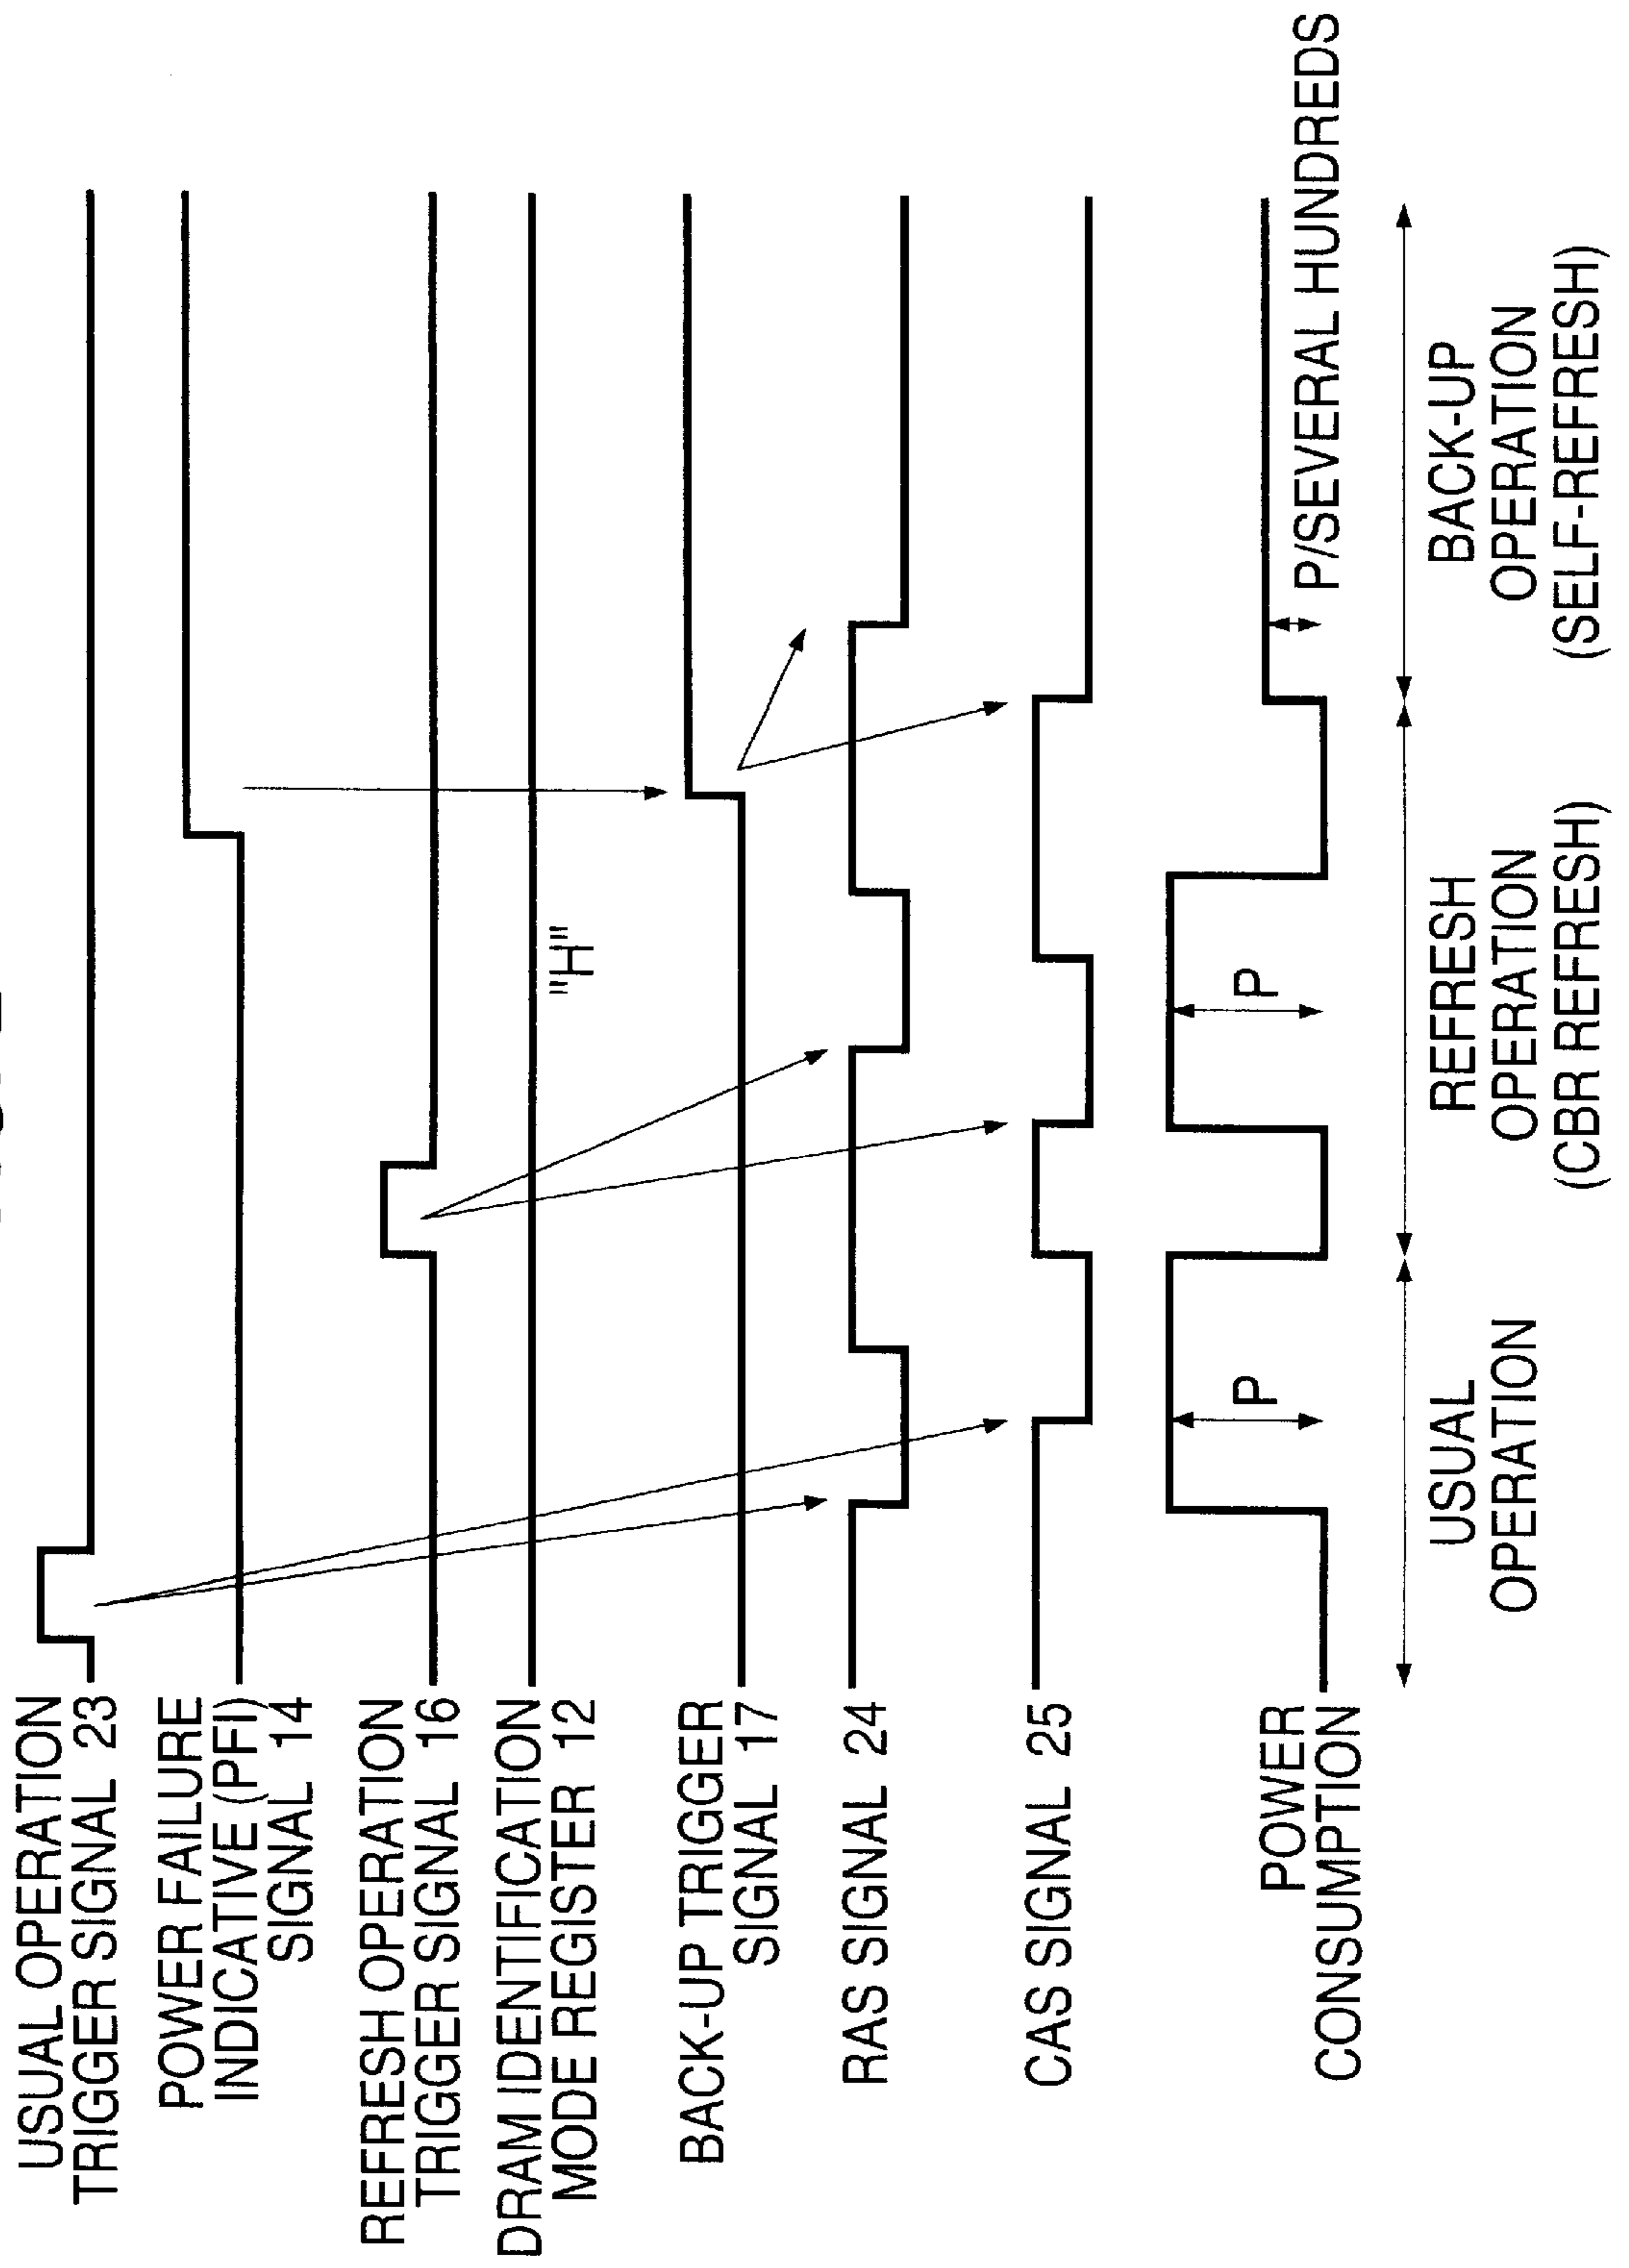 USUAL OPERATION
TRIGGER SIGNAL 23
POWER FAILURE
INDICATIVE (PFI)
SIGNAL 14
REFRESH OPERATION
TRIGGER SIGNAL 16
DRAM IDENTIFICATION
MODE REGISTER 12
"H"
BACK-UP TRIGGER
SIGNAL 17
RAS SIGNAL 24
CAS SIGNAL 25
POWER
CONSUMPTION
P
P
P/SEVERAL HUNDREDS
USUAL
OPERATION
REFRESH
OPERATION
(CBR REFRESH)
BACK-UP
OPERATION
(SELF-REFRESH)